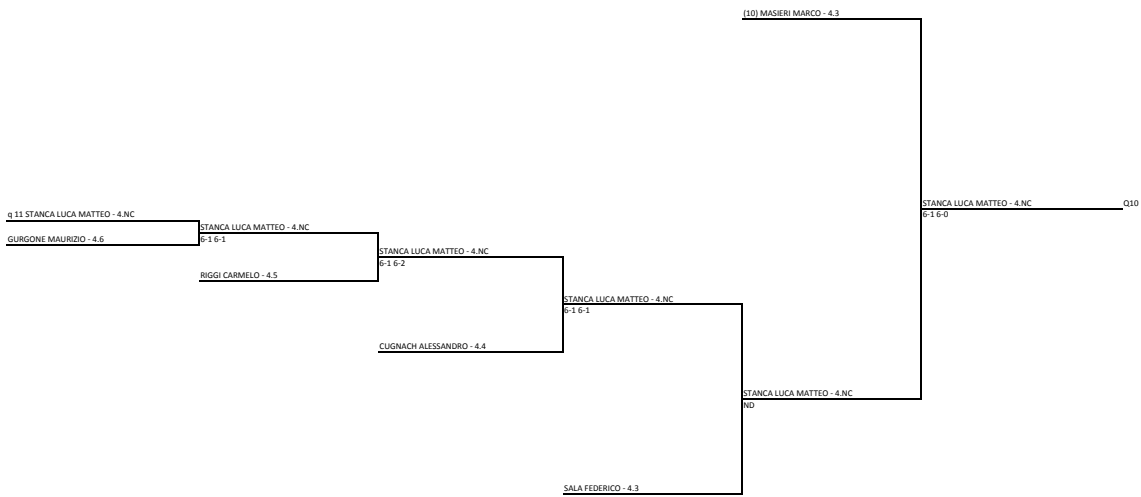 (10) MASIERI MARCO - 4.3
STANCA LUCA MATTEO - 4.NC
Q10
6-1 6-0
q 11 STANCA LUCA MATTEO - 4.NC
STANCA LUCA MATTEO - 4.NC
GURGONE MAURIZIO - 4.6
6-1 6-1
STANCA LUCA MATTEO - 4.NC
6-1 6-2
RIGGI CARMELO - 4.5
STANCA LUCA MATTEO - 4.NC
6-1 6-1
CUGNACH ALESSANDRO - 4.4
STANCA LUCA MATTEO - 4.NC
ND
SALA FEDERICO - 4.3